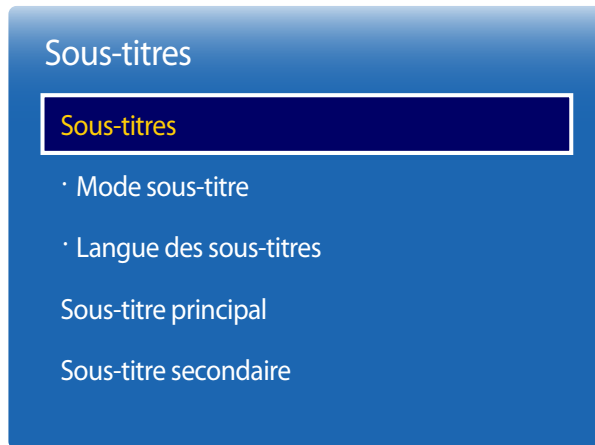 Sous-titres
Sous-titres
· Mode sous-titre
· Langue des sous-titres
Sous-titre principal
Sous-titre secondaire